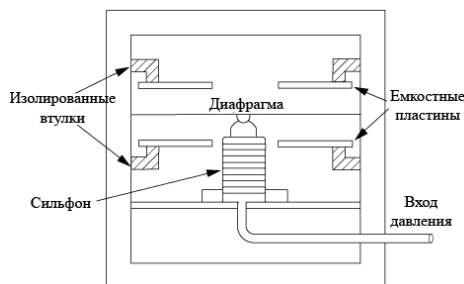 Диафрагма
Изолированные
втулки
Емкостные
пластины
Сильфон
Вход
давления